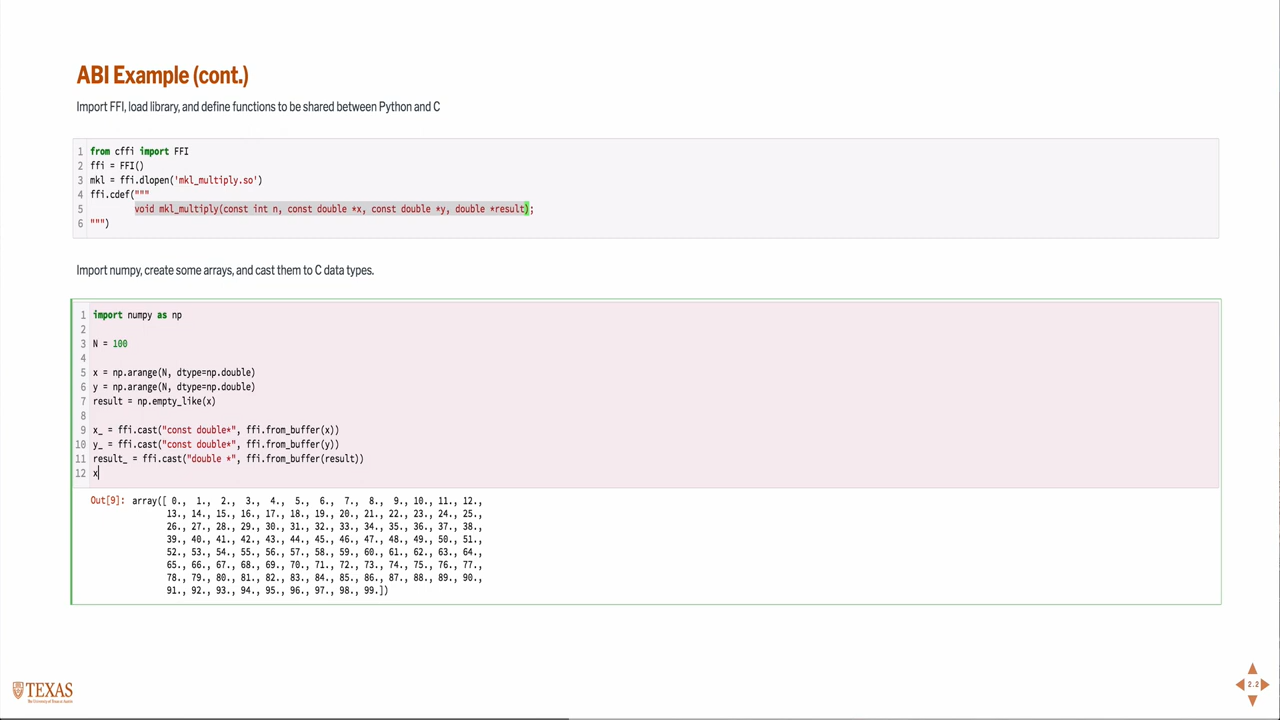 ABI Example (cont.)
Import FFI, load library, and define functions to be shared between Python and C
1 from cffi import FFI
2 ffi = FFI()
3 mkl = ffi.dlopen('mkl_multiply.so')
4 ffi.cdef("""
5 void mkl_multiply(const int n, const double *x, const double *y, double *result);
6 """)
Import numpy, create some arrays, and cast them to C data types.
1 import numpy as np
2
3 N = 100
4
5 x = np.arange(N, dtype=np.double)
6 y = np.arange(N, dtype=np.double)
7 result = np.empty_like(x)
8
9 x_ = ffi.cast("const double*", ffi.from_buffer(x))
10 y_ = ffi.cast("const double*", ffi.from_buffer(y))
11 result_ = ffi.cast("double *", ffi.from_buffer(result))
12 x
Out[9]: array([ 0., 1., 2., 3., 4., 5., 6., 7., 8., 9., 10., 11., 12.,
13., 14., 15., 16., 17., 18., 19., 20., 21., 22., 23., 24., 25.,
26., 27., 28., 29., 30., 31., 32., 33., 34., 35., 36., 37., 38.,
39., 40., 41., 42., 43., 44., 45., 46., 47., 48., 49., 50., 51.,
52., 53., 54., 55., 56., 57., 58., 59., 60., 61., 62., 63., 64.,
65., 66., 67., 68., 69., 70., 71., 72., 73., 74., 75., 76., 77.,
78., 79., 80., 81., 82., 83., 84., 85., 86., 87., 88., 89., 90.,
91., 92., 93., 94., 95., 96., 97., 98., 99.])
TEXAS
The University of Texas at Austin
2.2